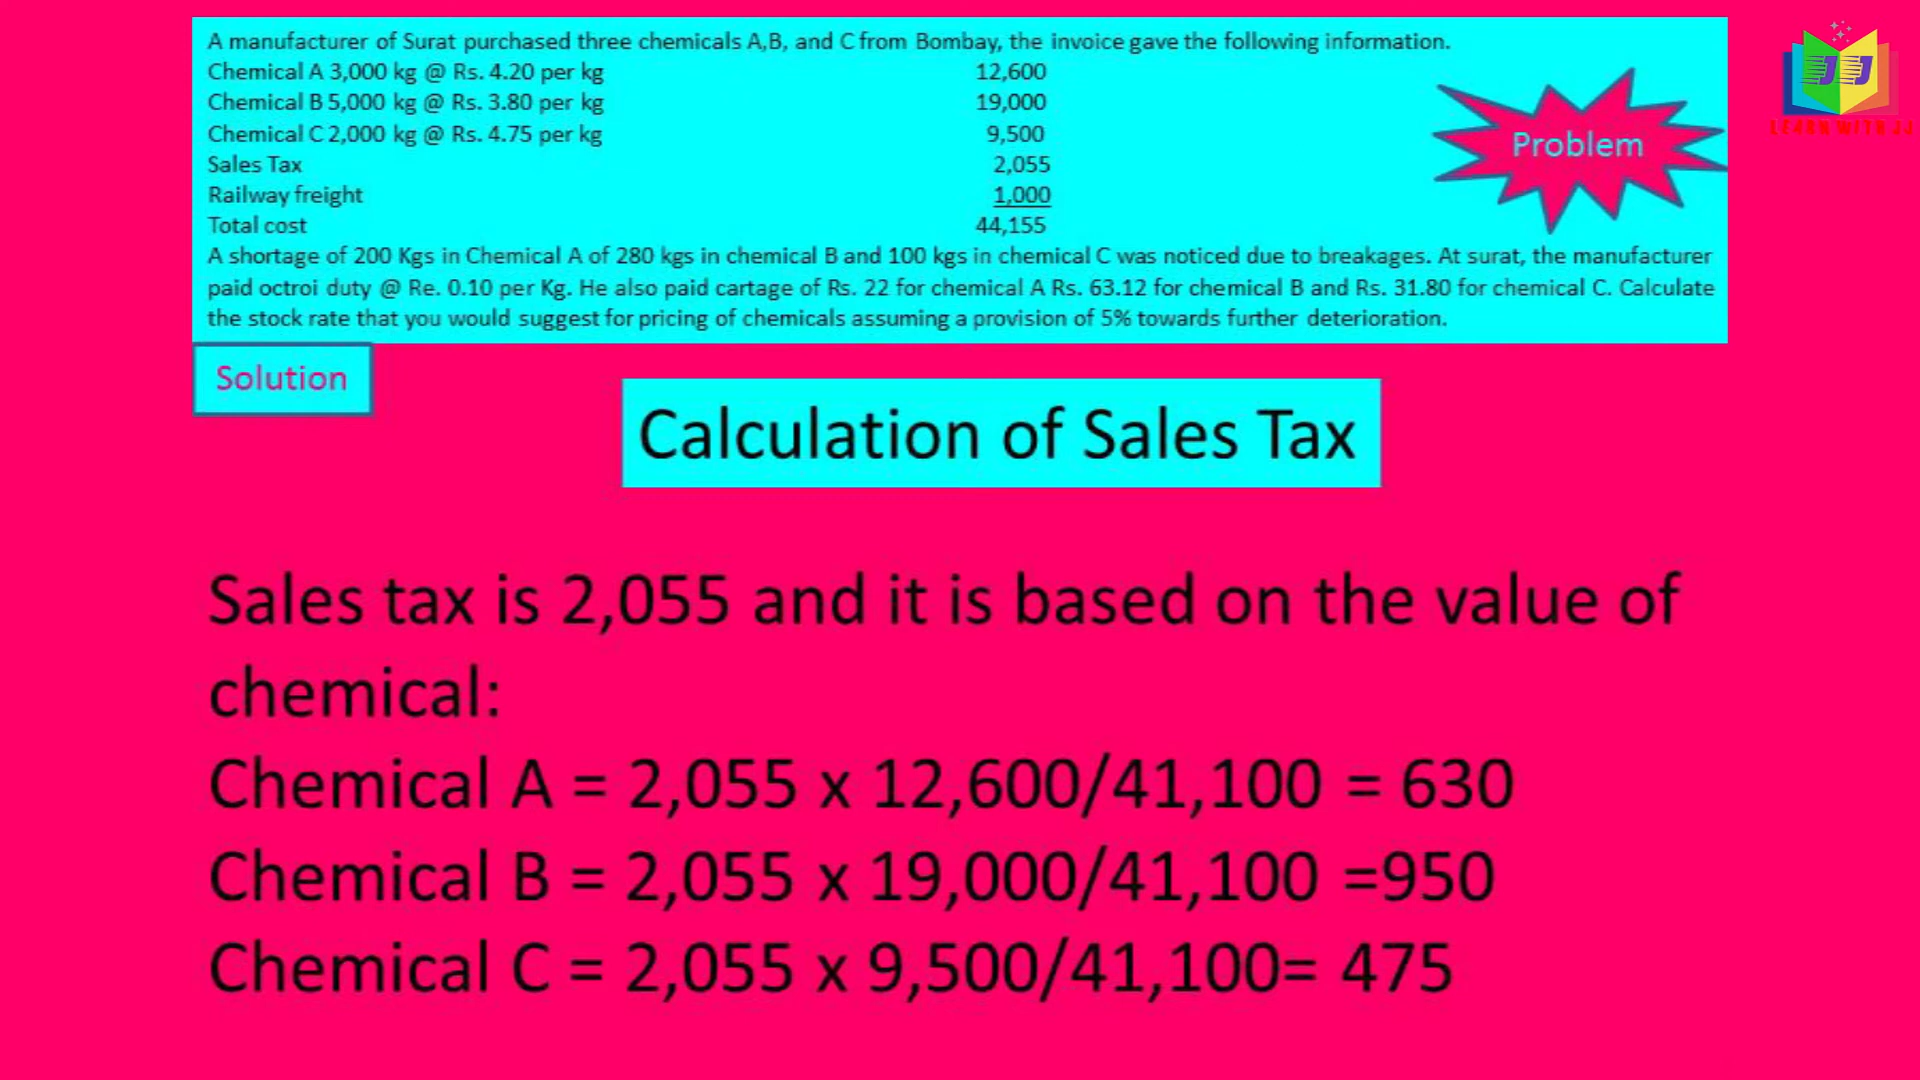 A manufacturer of Surat purchased three chemicals A,B, and C from Bombay, the invoice gave the following information.
Chemical A 3,000 kg @ Rs. 4.20 per kg 12,600
Chemical B 5,000 kg @ Rs. 3.80 per kg 19,000
Chemical C 2,000 kg @ Rs. 4.75 per kg 9,500
Sales Tax 2,055
Railway freight 1,000
Total cost 44,155
A shortage of 200 Kgs in Chemical A of 280 kgs in chemical B and 100 kgs in chemical C was noticed due to breakages. At surat, the manufacturer
paid octroi duty @ Re. 0.10 per Kg. He also paid cartage of Rs. 22 for chemical A Rs. 63.12 for chemical B and Rs. 31.80 for chemical C. Calculate
the stock rate that you would suggest for pricing of chemicals assuming a provision of 5% towards further deterioration.
Problem
JJ
LEARN WITH JJ
Solution
Calculation of Sales Tax
Sales tax is 2,055 and it is based on the value of
chemical:
Chemical A = 2,055 x 12,600/41,100 = 630
Chemical B = 2,055 x 19,000/41,100 =950
Chemical C = 2,055 x 9,500/41,100= 475